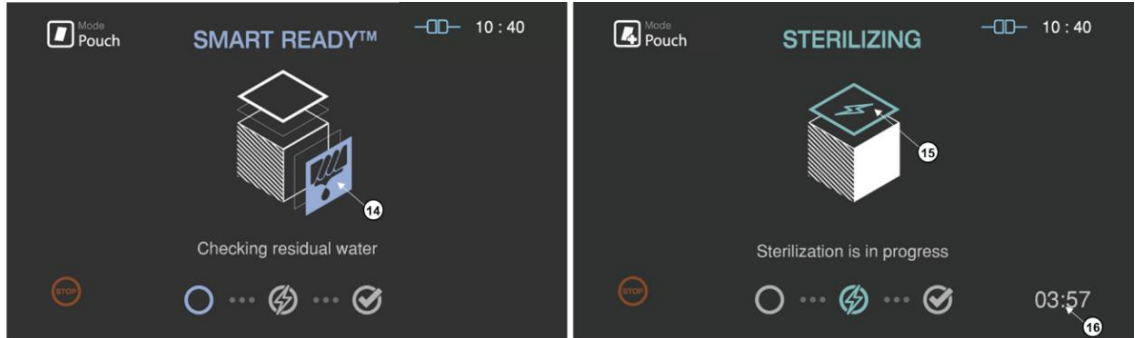 Mode
Pouch
SMART READY™
10 : 40
14
Checking residual water
STOP
Mode
Pouch
STERILIZING
10 : 40
15
Sterilization is in progress
STOP
03:57
16